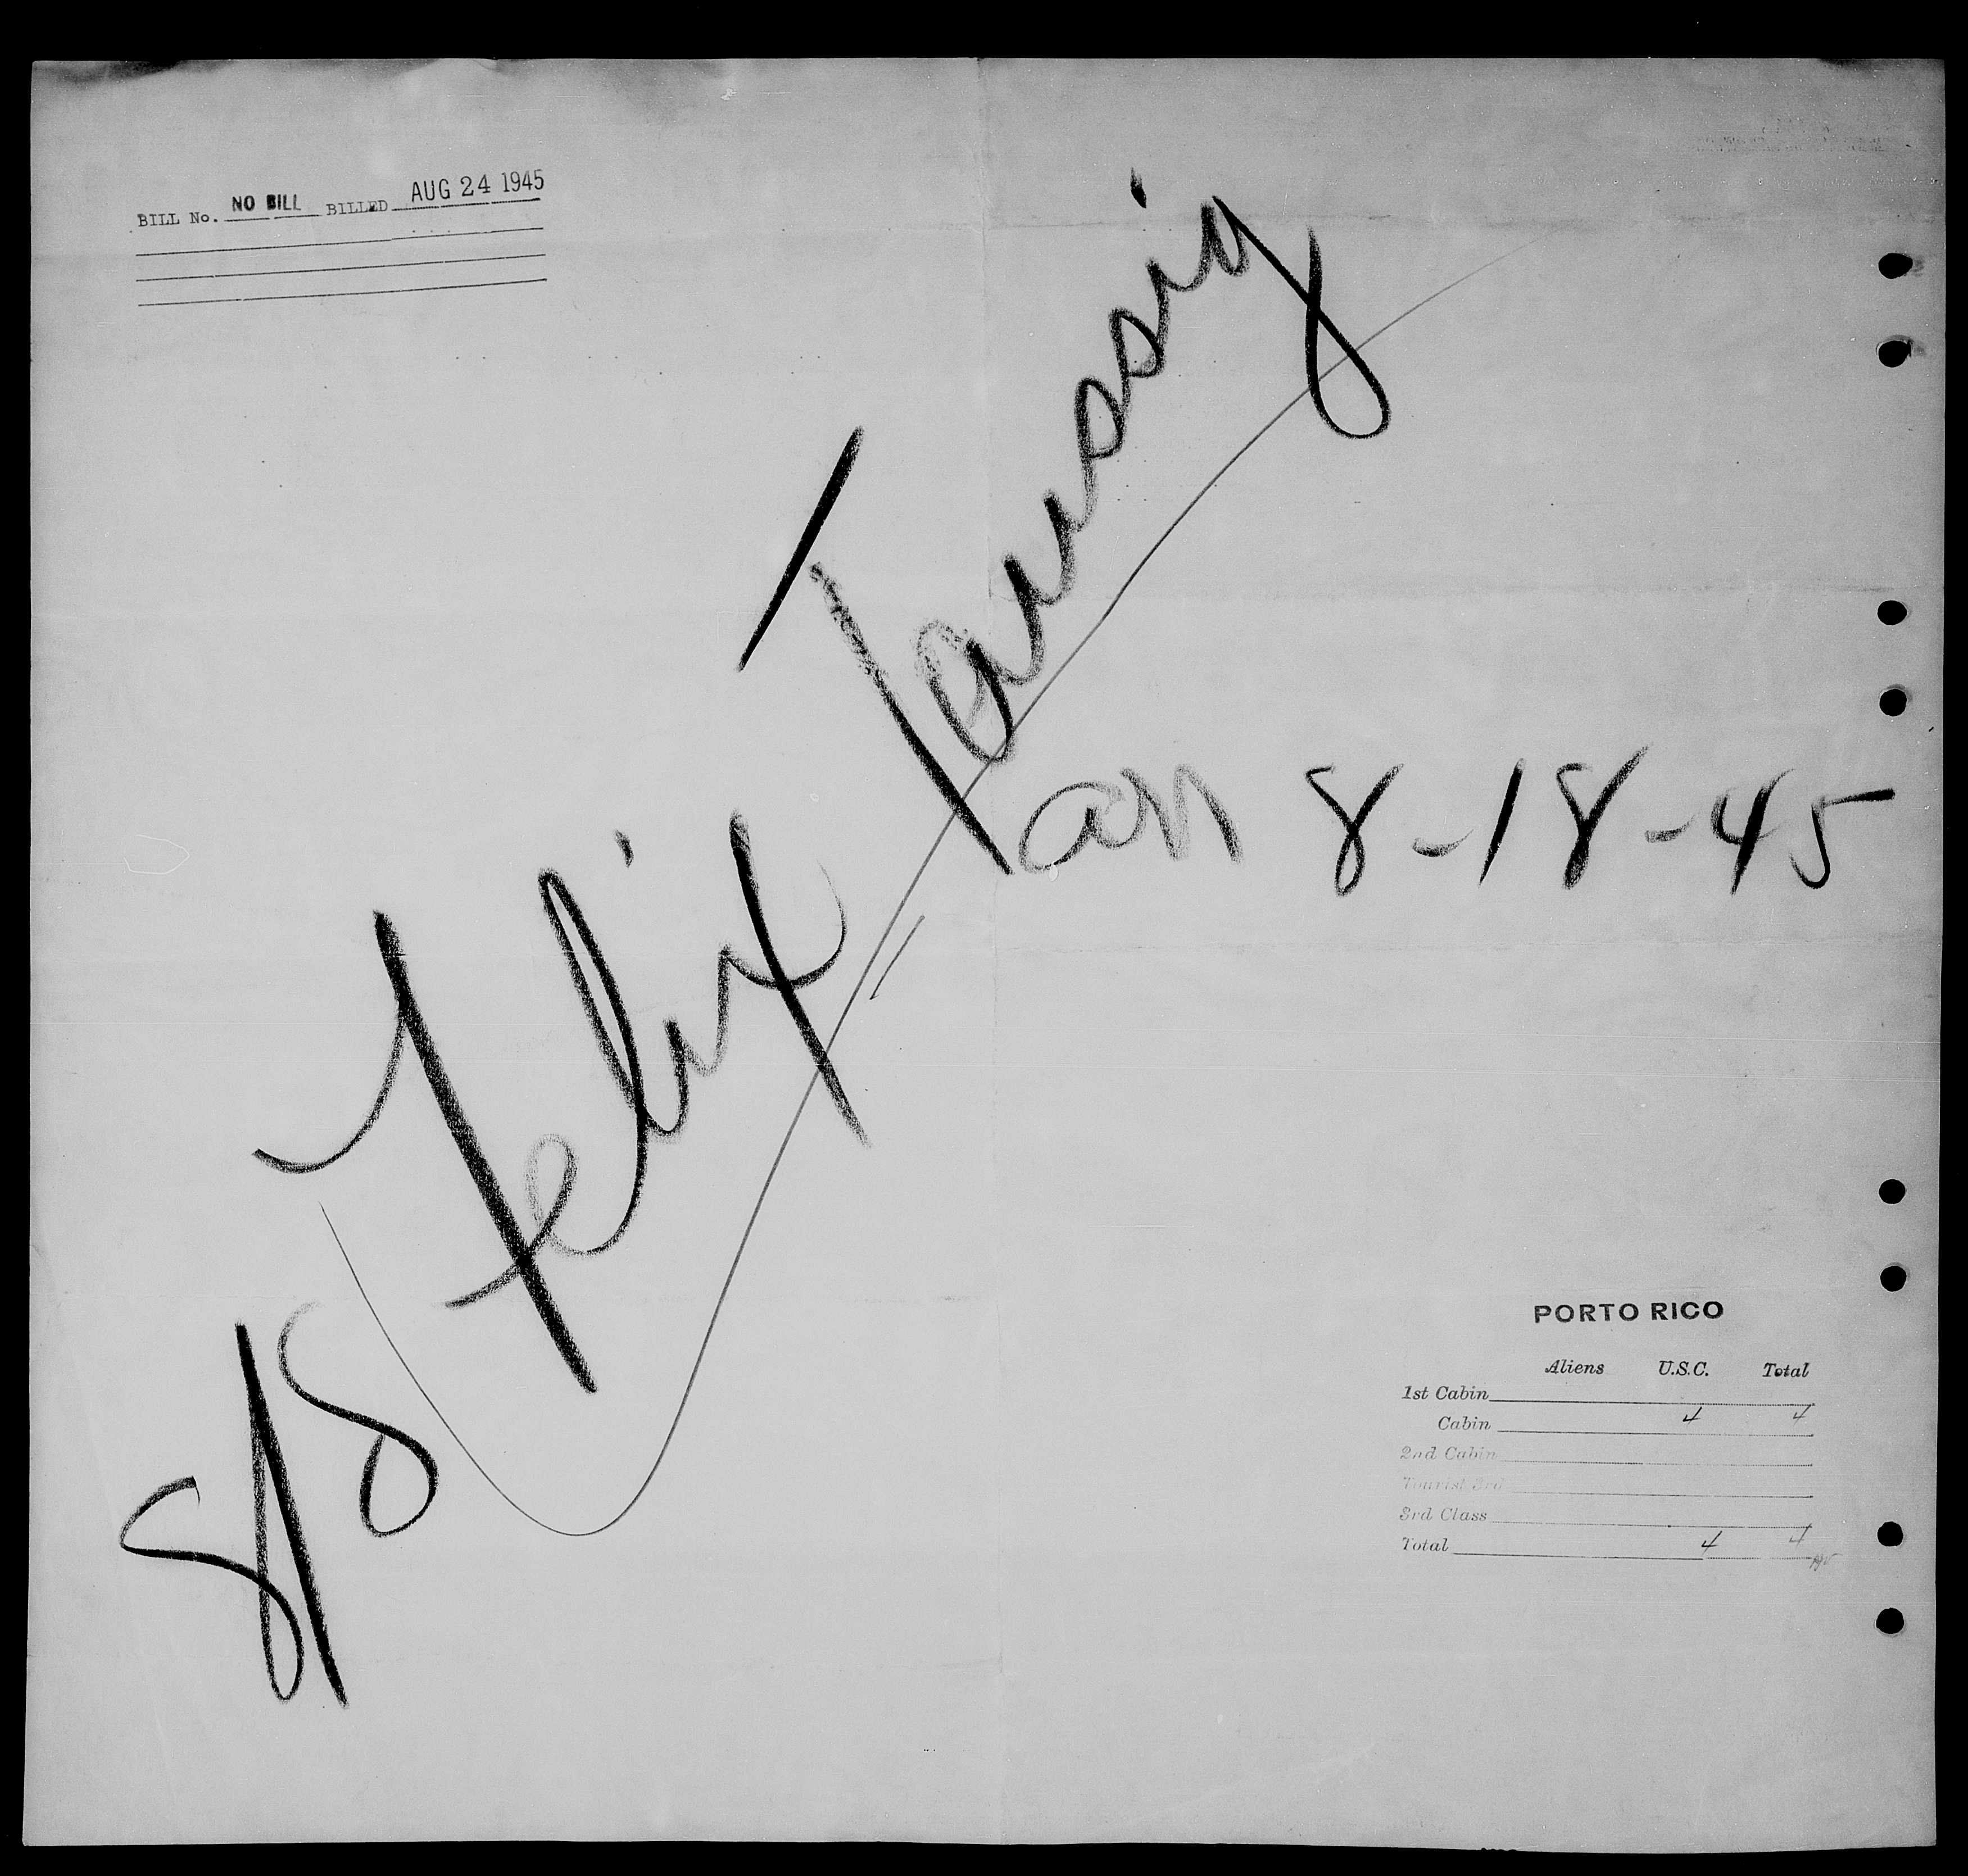 BILL No. NO BILL BILLED AUG 24 1945
S/S Felix Taussig
arr 8-18-45
PORTO RICO
Aliens U.S.C. Total
1st Cabin
Cabin 4 4
2nd Cabin
Tourist 3rd
3rd Class
Total 4 4